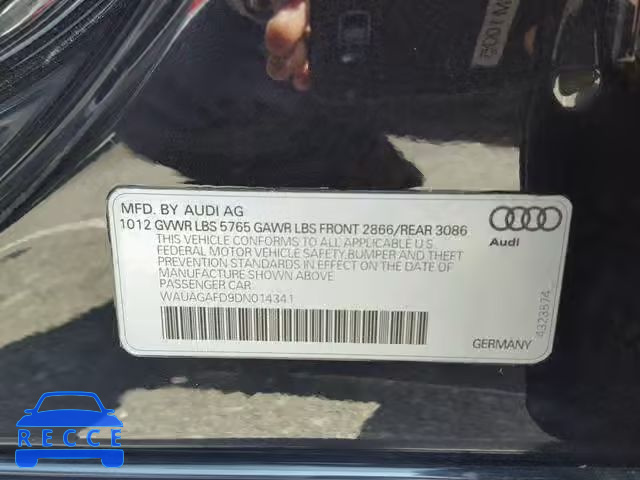 MFD. BY AUDI AG
1012 GVWR LBS 5765 GAWR LBS FRONT 2866/REAR 3086
THIS VEHICLE CONFORMS TO ALL APPLICABLE U.S.
FEDERAL MOTOR VEHICLE SAFETY, BUMPER AND THEFT
PREVENTION STANDARDS IN EFFECT ON THE DATE OF
MANUFACTURE SHOWN ABOVE
PASSENGER CAR.
WAUAGAFD9DN014341
Audi
4323874
GERMANY
RECCE